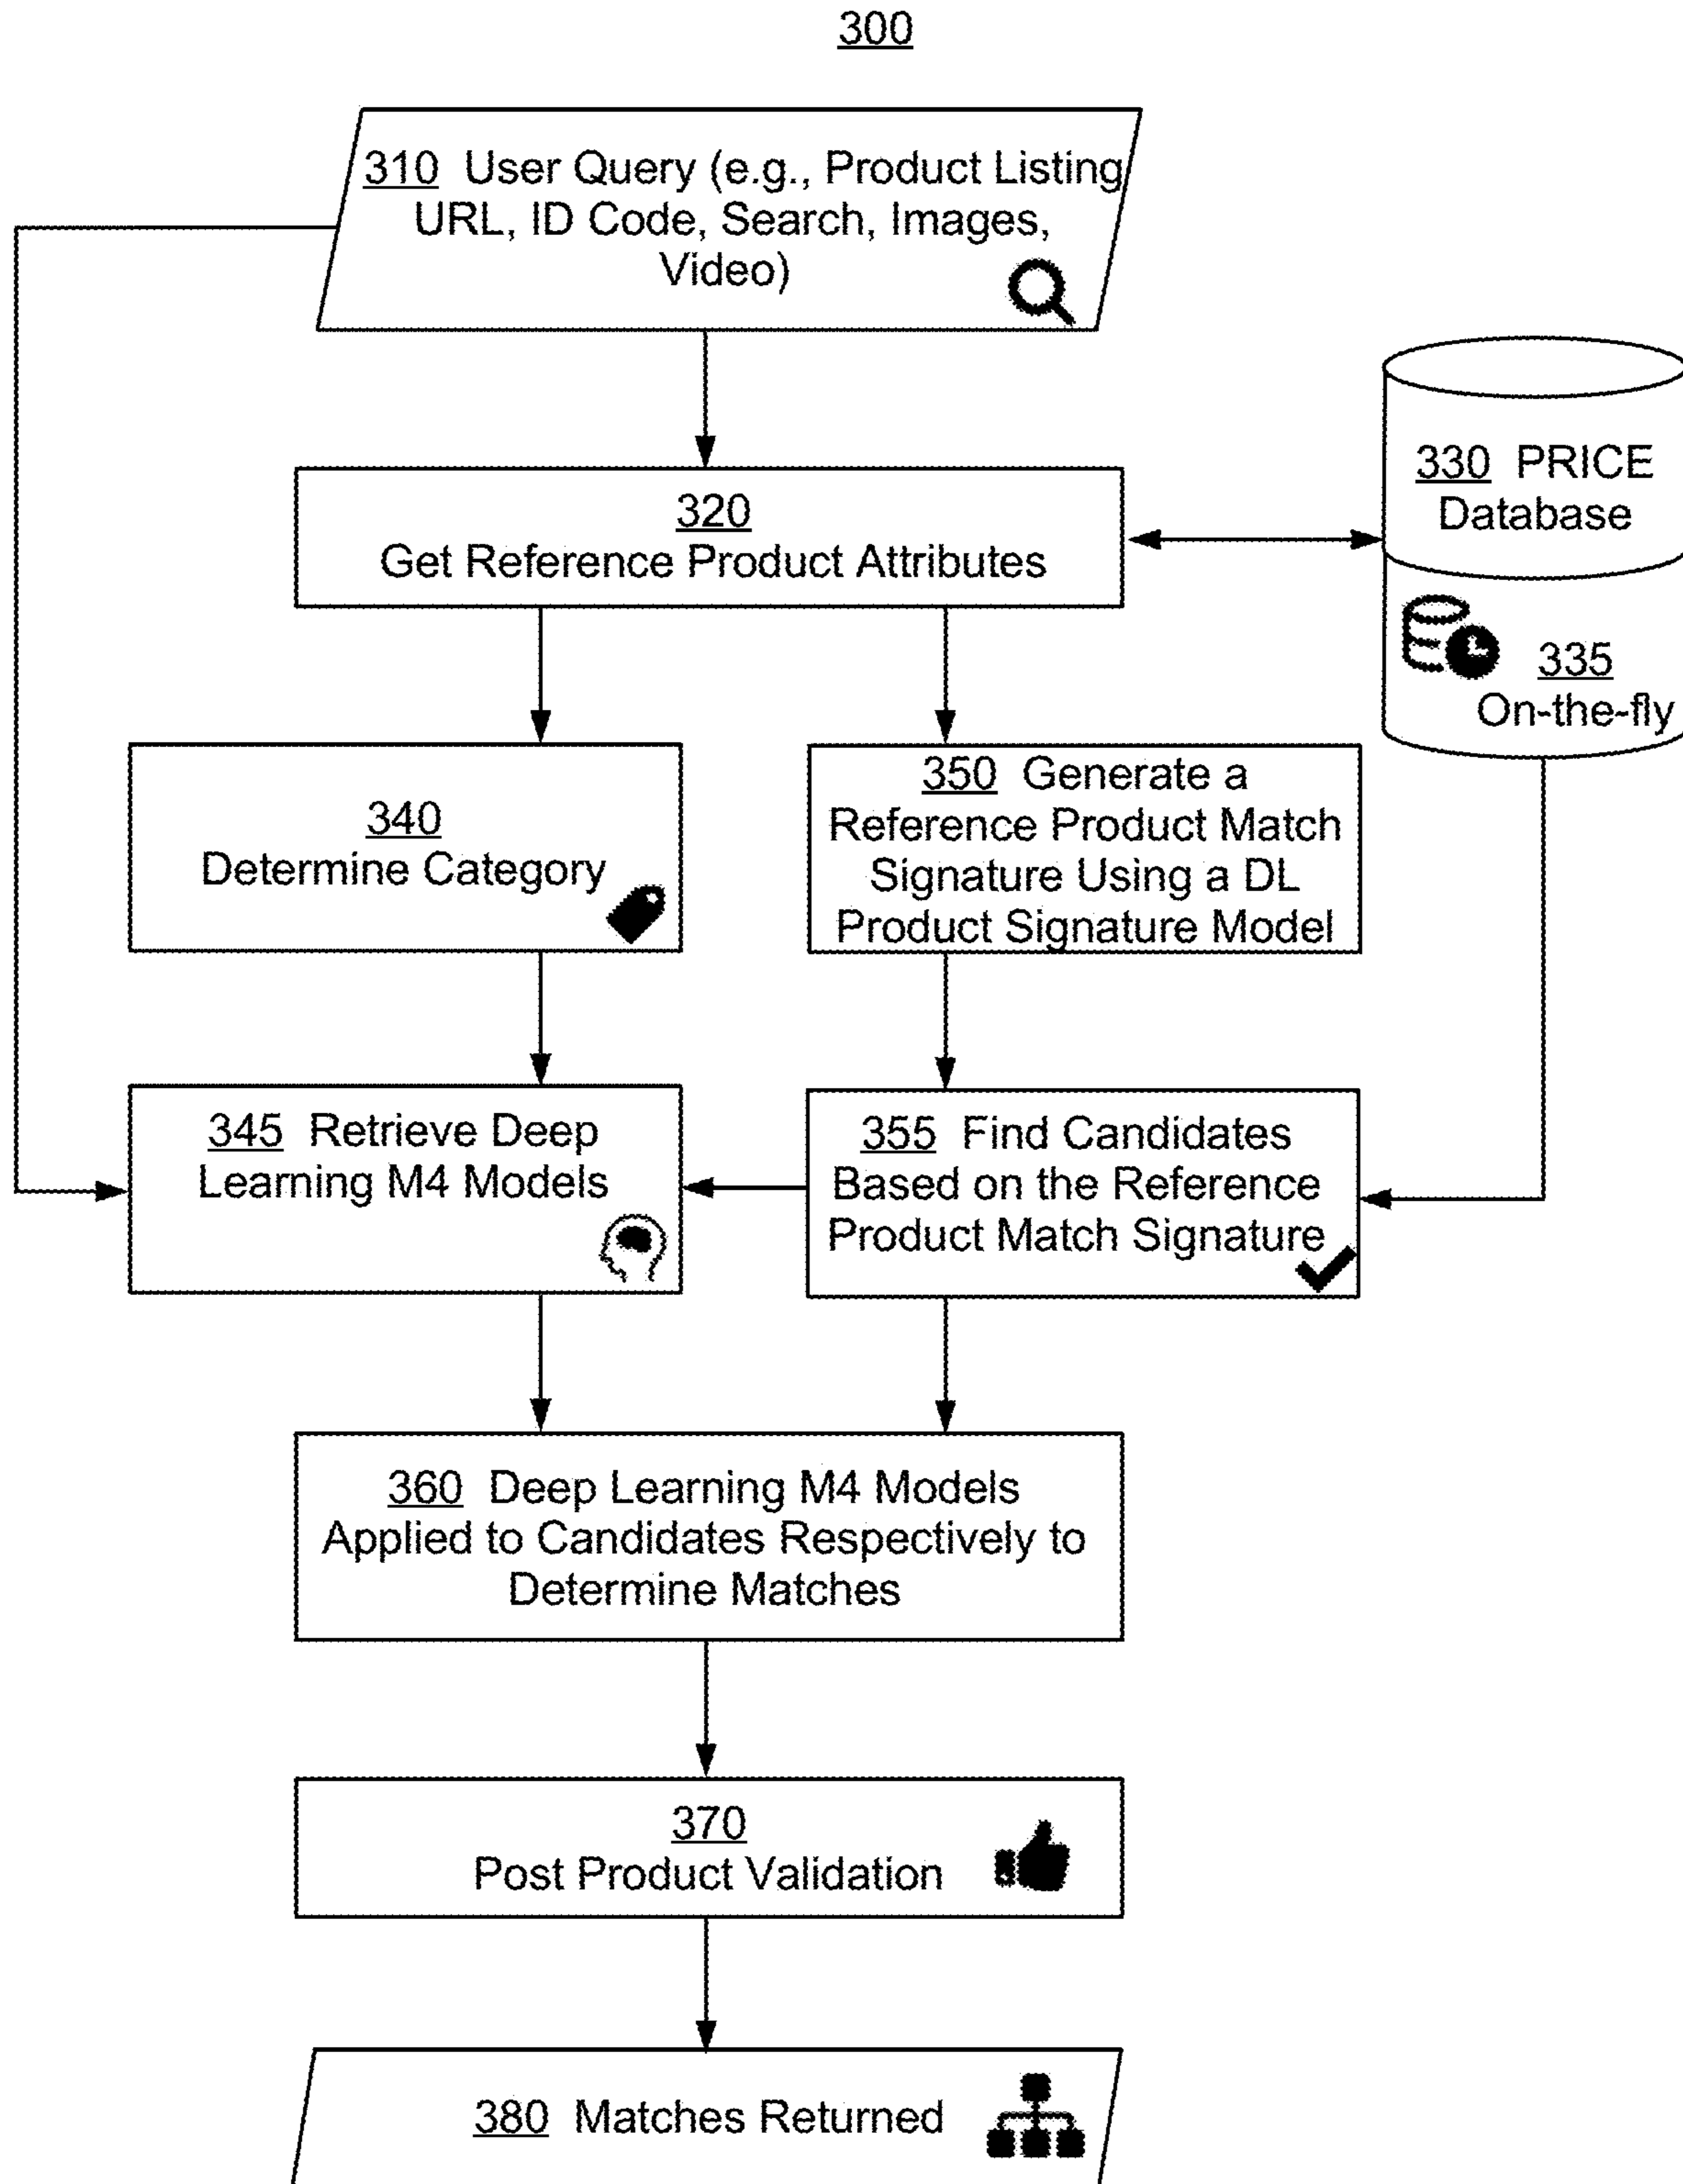 300
310 User Query (e.g., Product Listing
URL, ID Code, Search, Images,
Video)
330 PRICE
Database
320
Get Reference Product Attributes
335
On-the-fly
340
Determine Category
350 Generate a
Reference Product Match
Signature Using a DL
Product Signature Model
345 Retrieve Deep
Learning M4 Models
355 Find Candidates
Based on the Reference
Product Match Signature
360 Deep Learning M4 Models
Applied to Candidates Respectively to
Determine Matches
370
Post Product Validation
380 Matches Returned